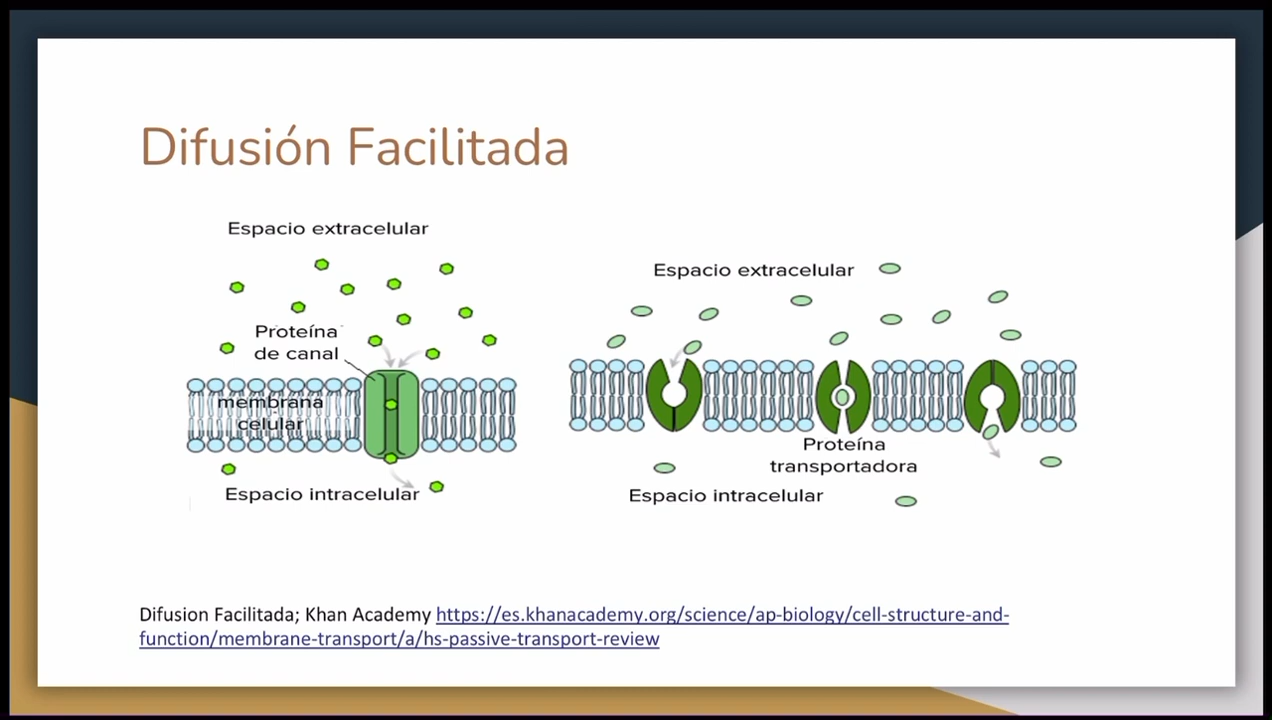 Difusión Facilitada
Espacio extracelular
Proteína
de canal
membrana
celular
Espacio intracelular
Espacio extracelular
Proteína
transportadora
Espacio intracelular
Difusion Facilitada; Khan Academy https://es.khanacademy.org/science/ap-biology/cell-structure-and-
function/membrane-transport/a/hs-passive-transport-review